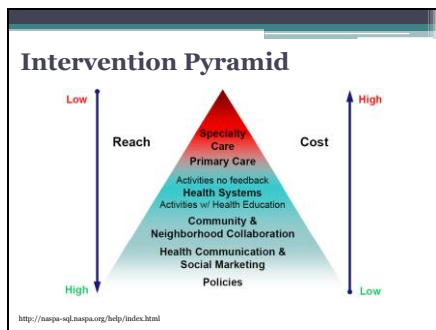 Intervention Pyramid
Low
High
Reach
Cost
Specialty
Care
Primary Care
Activities no feedback
Health Systems
Activities w/ Health Education
Community &
Neighborhood Collaboration
Health Communication &
Social Marketing
Policies
High
Low
http://naspa-sql.naspa.org/help/index.html